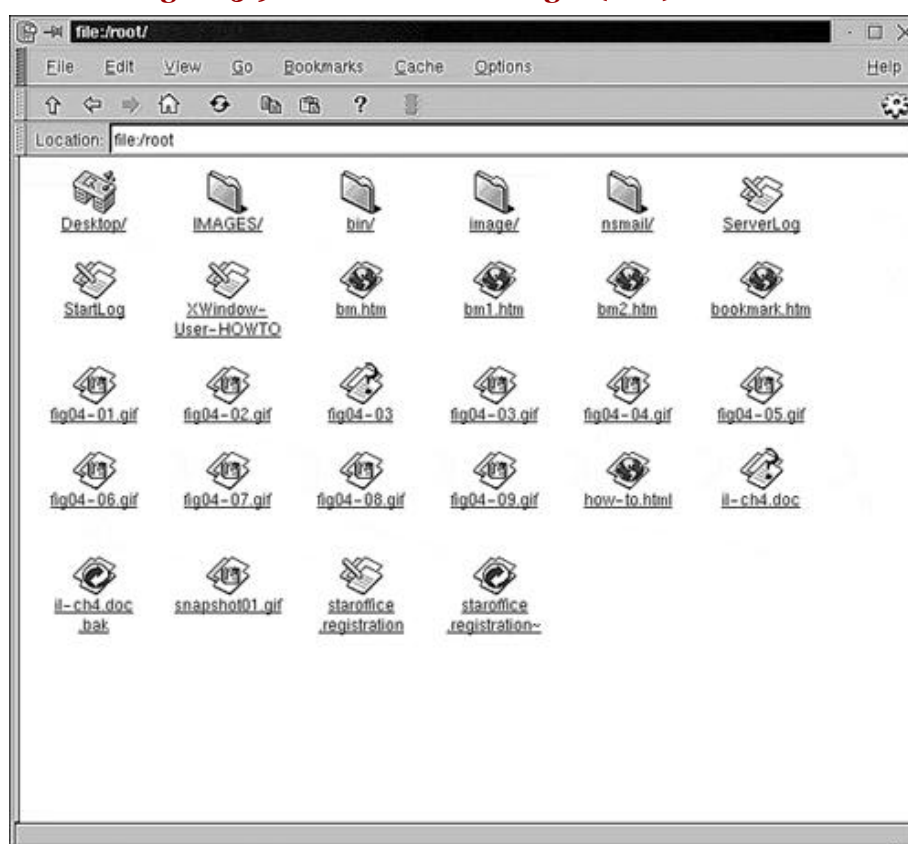 file:/root/
File Edit View Go Bookmarks Cache Options Help
?
Location: file:/root
Desktop/ IMAGES/ bin/ image/ nsmail/ ServerLog
StartLog XWindow-User-HOWTO bm.htm bm1.htm bm2.htm bookmark.htm
fig04-01.gif fig04-02.gif fig04-03 fig04-03.gif fig04-04.gif fig04-05.gif
fig04-06.gif fig04-07.gif fig04-08.gif fig04-09.gif how-to.html il-ch4.doc
il-ch4.doc snapshot01.gif staroffice staroffice
.bak .registration .registration~